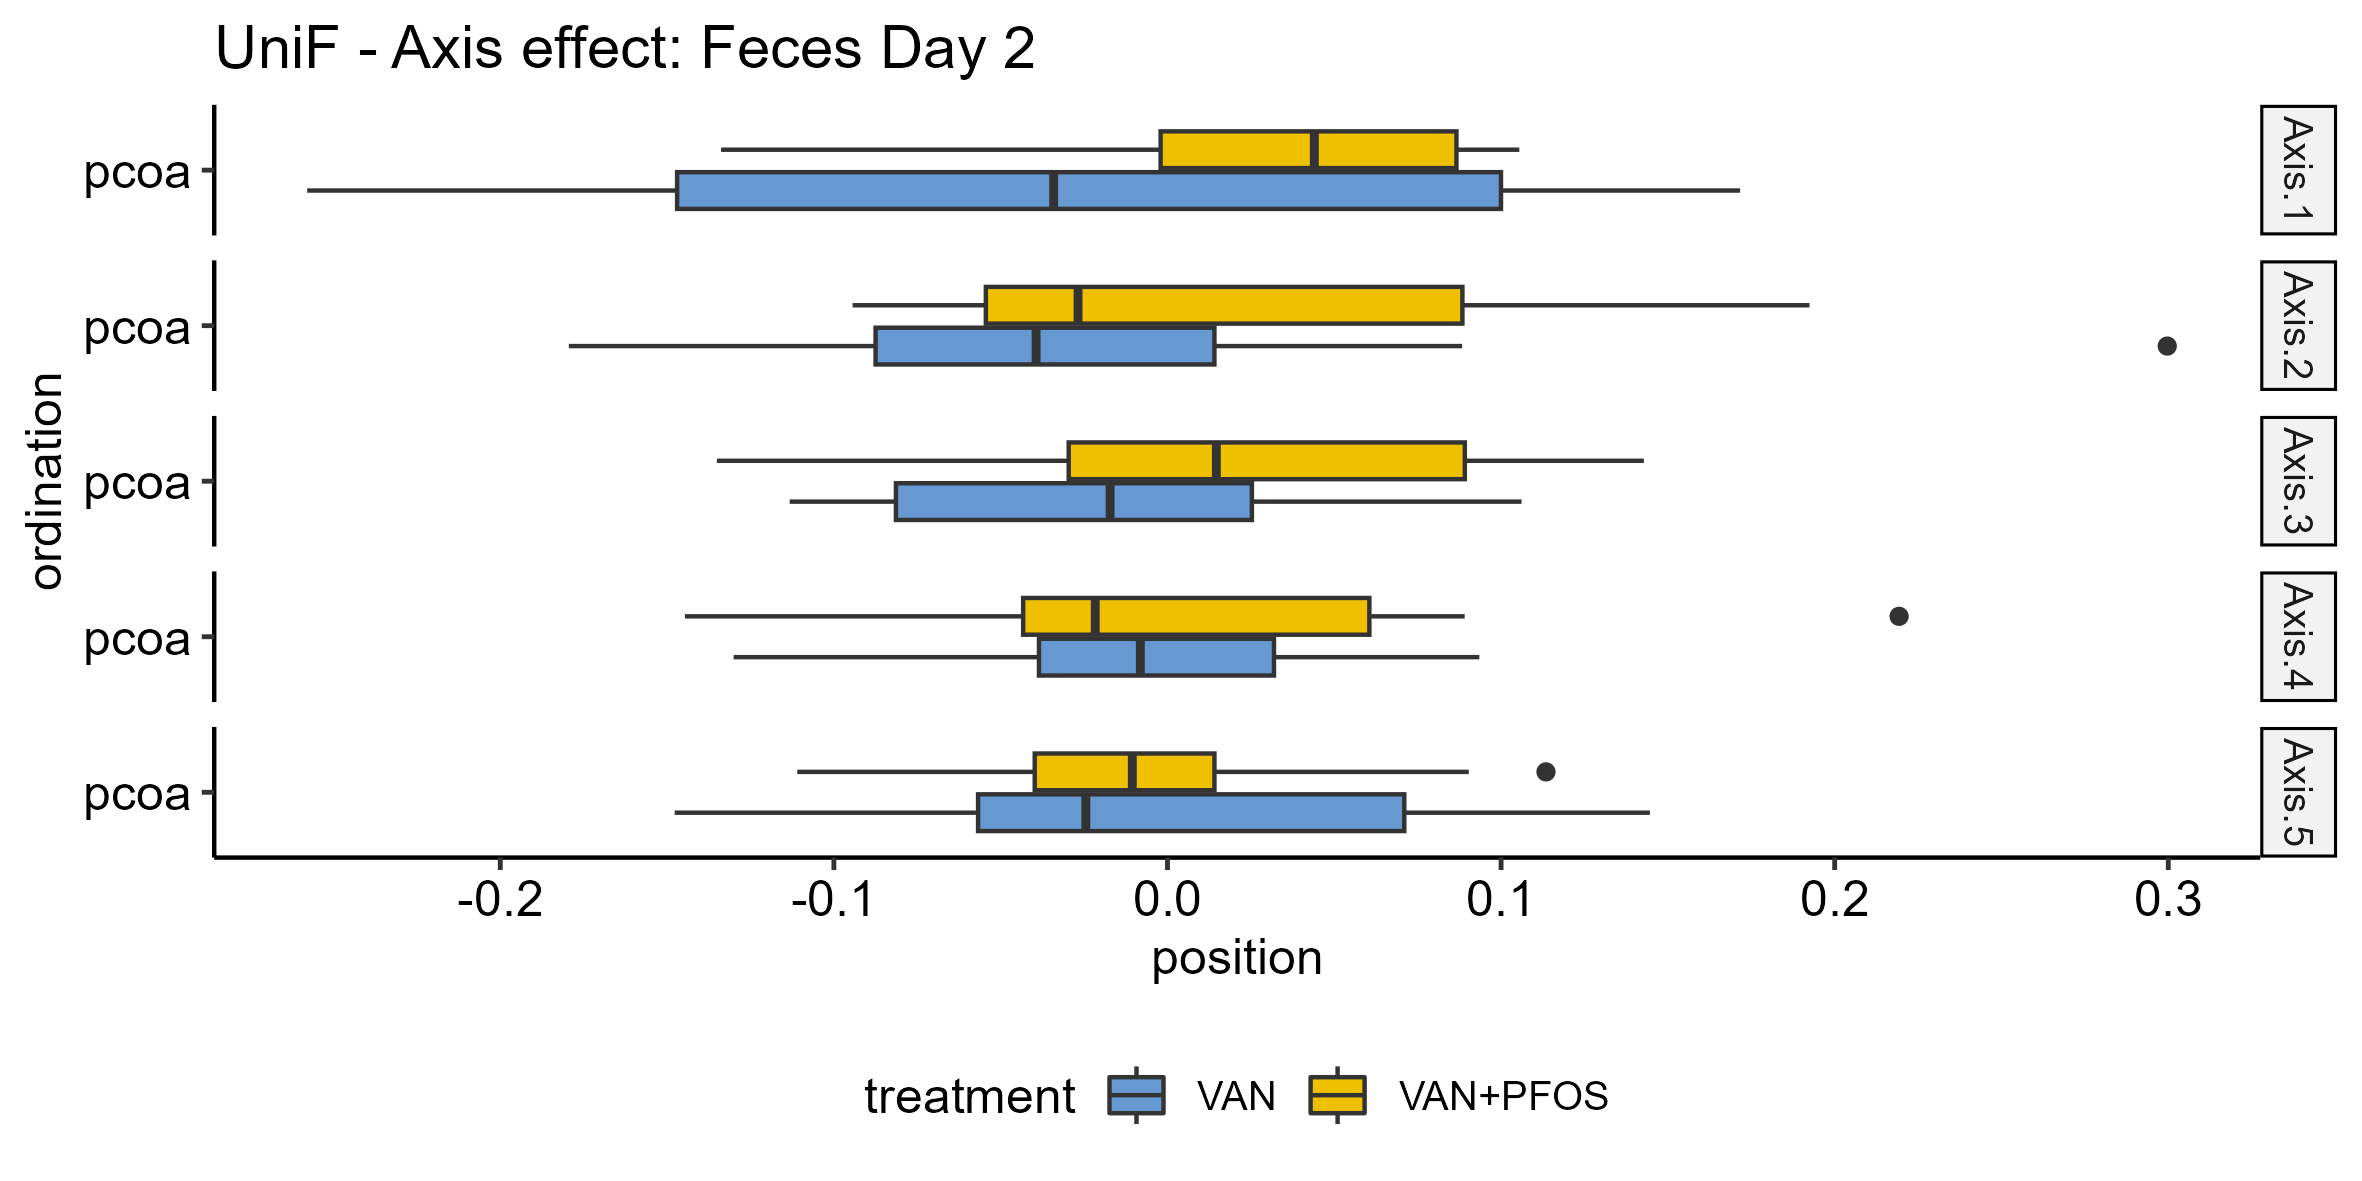 UniF - Axis effect: Feces Day 2
ordination
pcoa
Axis.1
pcoa
Axis.2
pcoa
Axis.3
pcoa
Axis.4
pcoa
Axis.5
-0.2 -0.1 0.0 0.1 0.2 0.3
position
treatment VAN VAN+PFOS